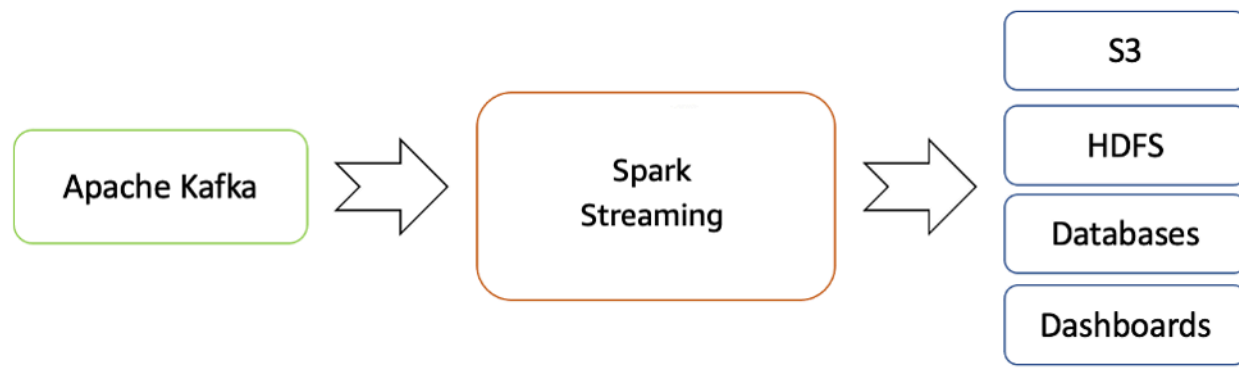 Apache Kafka
Spark
Streaming
S3
HDFS
Databases
Dashboards